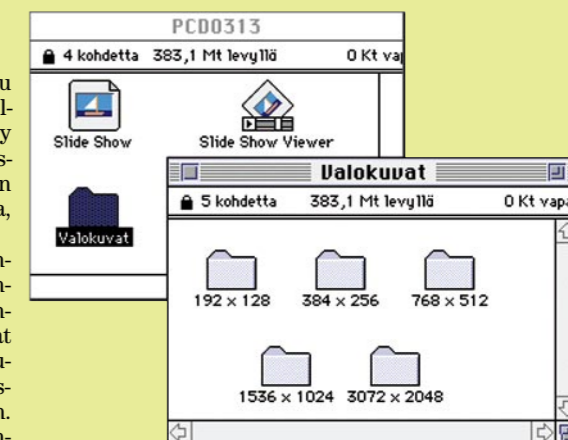 u
l-
y
s-
n
a,
n-
n-
n-
at
u-
s-
n.
n-
PCD0313
4 kohdetta 383,1 Mt levyllä 0 Kt vap
Slide Show Slide Show Viewer
Valokuvat
Valokuvat
5 kohdetta 383,1 Mt levyllä 0 Kt vapa
192 x 128 384 x 256 768 x 512
1536 x 1024 3072 x 2048